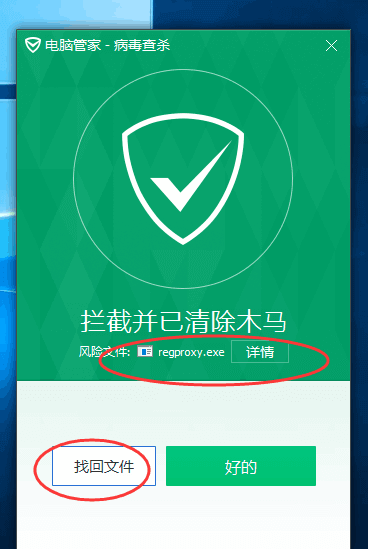 电脑管家 - 病毒查杀
拦截并已清除木马
风险文件: regproxy.exe 详情
找回文件 好的